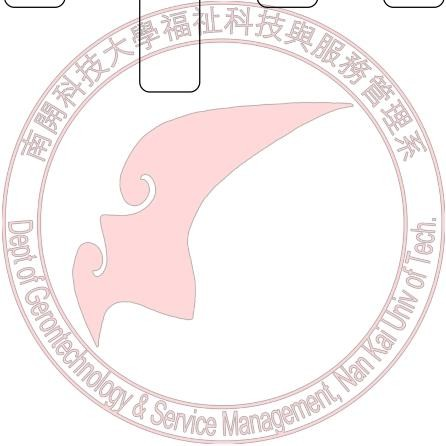 南開科技大學福祉科技與服務管理系
Dept of Gerontechnology & Service Management, Nan Kai Univ of Tech.